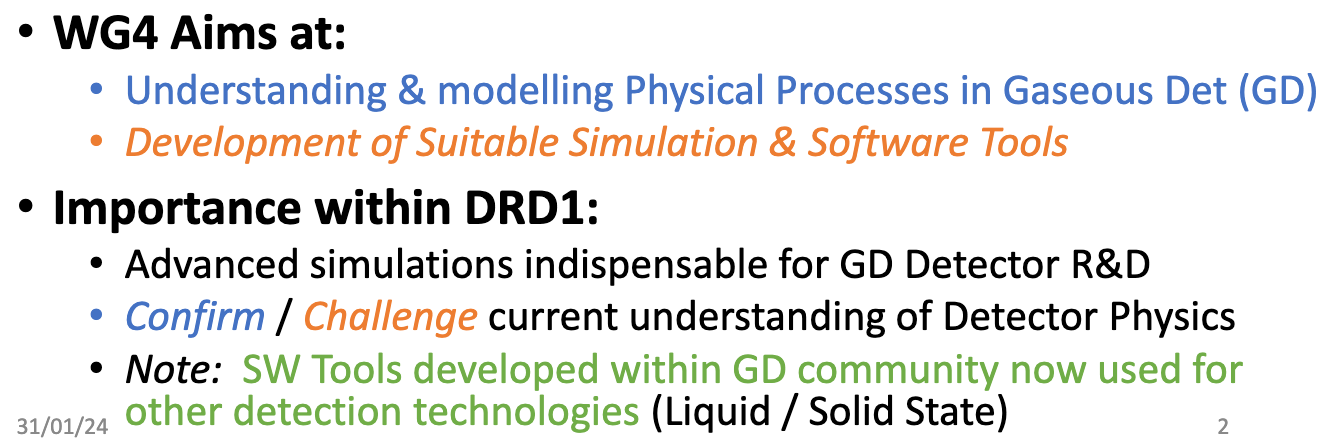 • WG4 Aims at:
• Understanding & modelling Physical Processes in Gaseous Det (GD)
• Development of Suitable Simulation & Software Tools
• Importance within DRD1:
• Advanced simulations indispensable for GD Detector R&D
• Confirm / Challenge current understanding of Detector Physics
• Note: SW Tools developed within GD community now used for
other detection technologies (Liquid / Solid State)
31/01/24
2